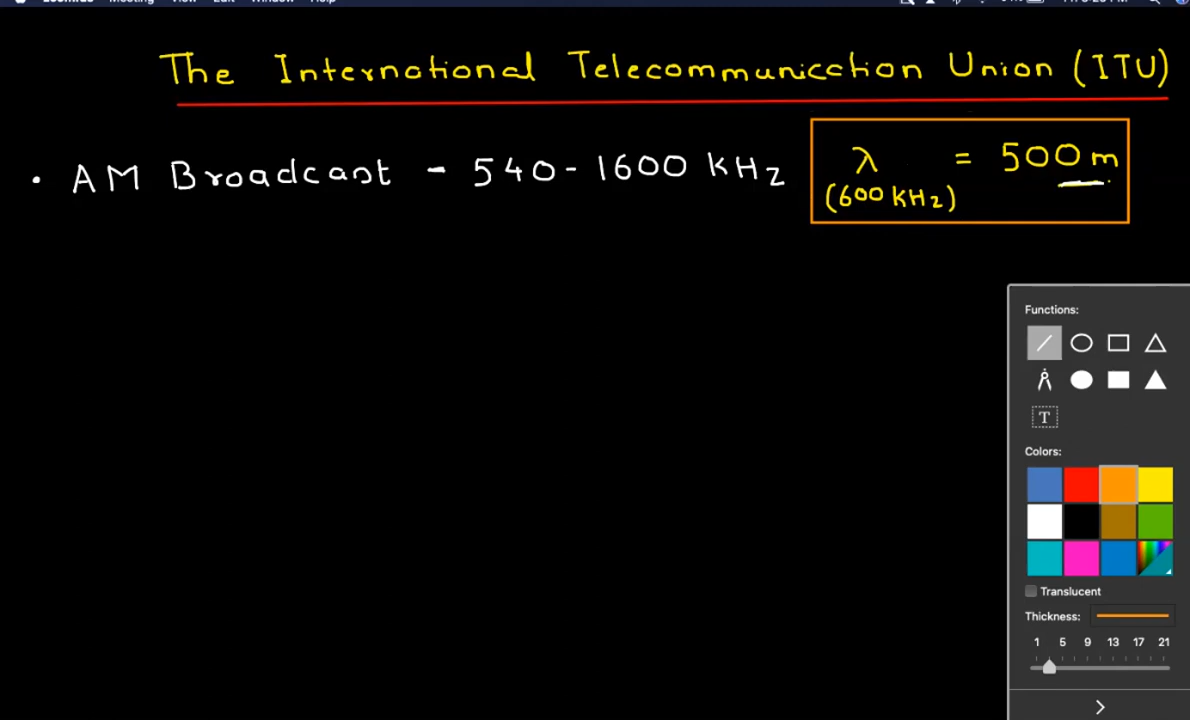 The International Telecommunication Union (ITU)
• AM Broadcast - 540-1600 KHz
λ = 500m
(600 KHz)
Functions:
T
Colors:
Translucent
Thickness:
1 5 9 13 17 21